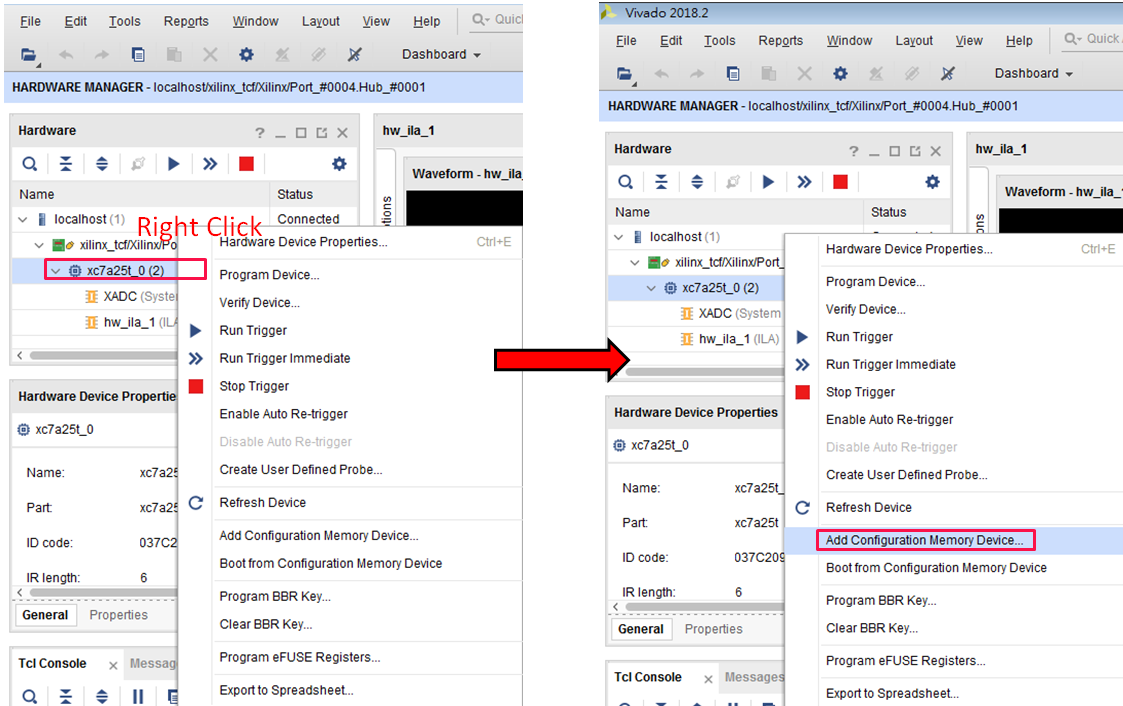 File Edit Tools Reports Window Layout View Help Quick
Dashboard
HARDWARE MANAGER - localhost/xilinx_tcf/Xilinx/Port_#0004.Hub_#0001
Hardware
hw_ila_1
Waveform - hw_ila
Name Status
localhost (1) Connected
Right Click
xilinx_tcf/Xilinx/Po
xc7a25t_0 (2)
XADC (System
hw_ila_1 (ILA
Hardware Device Properties... Ctrl+E
Program Device...
Verify Device...
Run Trigger
Run Trigger Immediate
Stop Trigger
Enable Auto Re-trigger
Disable Auto Re-trigger
Create User Defined Probe...
Refresh Device
Add Configuration Memory Device...
Boot from Configuration Memory Device
Program BBR Key...
Clear BBR Key...
Program eFUSE Registers...
Export to Spreadsheet...
Hardware Device Propertie
xc7a25t_0
Name: xc7a25
Part: xc7a25
ID code: 037C2
IR length: 6
General Properties
Tcl Console Messag
Vivado 2018.2
File Edit Tools Reports Window Layout View Help Quick
Dashboard
HARDWARE MANAGER - localhost/xilinx_tcf/Xilinx/Port_#0004.Hub_#0001
Hardware
hw_ila_1
Waveform - hw_ila_
Name Status
localhost (1)
xilinx_tcf/Xilinx/Port_
xc7a25t_0 (2)
XADC (System
hw_ila_1 (ILA)
Hardware Device Properties... Ctrl+E
Program Device...
Verify Device...
Run Trigger
Run Trigger Immediate
Stop Trigger
Enable Auto Re-trigger
Disable Auto Re-trigger
Create User Defined Probe...
Refresh Device
Add Configuration Memory Device...
Boot from Configuration Memory Device
Program BBR Key...
Clear BBR Key...
Program eFUSE Registers...
Export to Spreadsheet...
Hardware Device Properties
xc7a25t_0
Name: xc7a25t_
Part: xc7a25t
ID code: 037C209
IR length: 6
General Properties
Tcl Console Messages